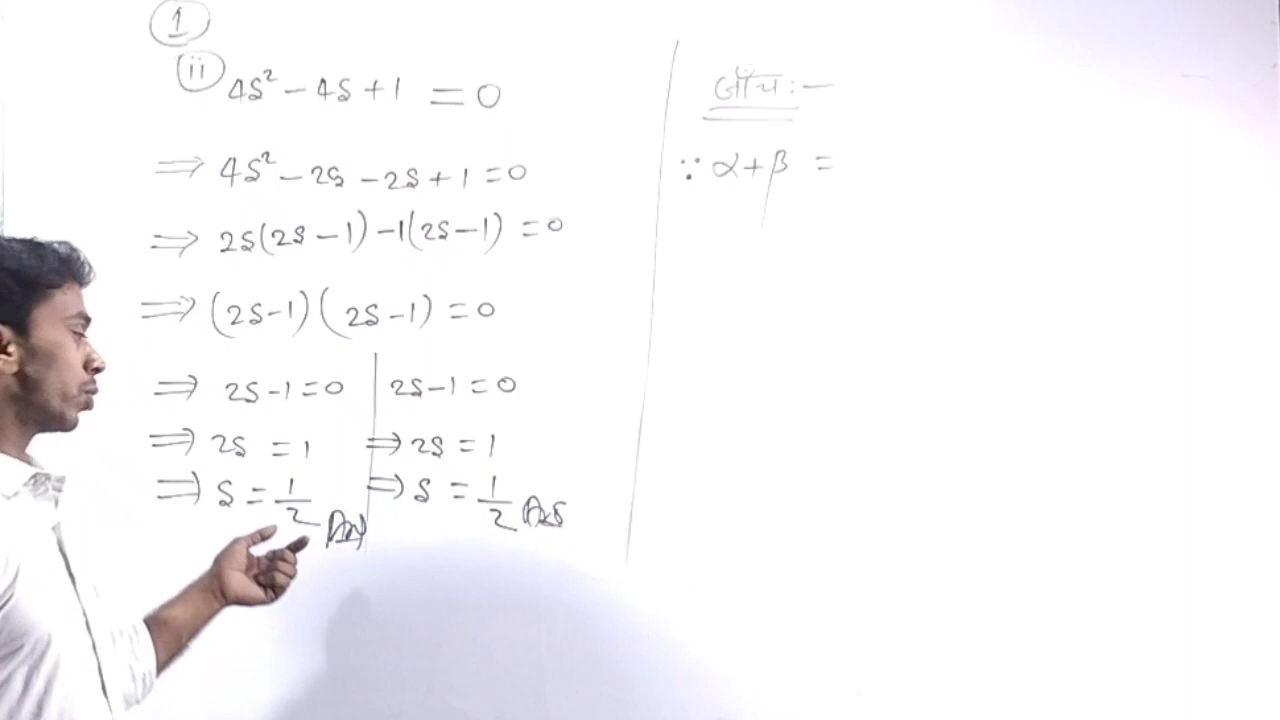 1
ii
4s² - 4s + 1 = 0
⇒ 4s² - 2s - 2s + 1 = 0
⇒ 2s(2s - 1) - 1(2s - 1) = 0
⇒ (2s - 1) (2s - 1) = 0
⇒ 2s - 1 = 0 | 2s - 1 = 0
⇒ 2s = 1 | ⇒ 2s = 1
⇒ s = 1/2 Ans | ⇒ s = 1/2 Ans
जाँच :-
∵ α + β =